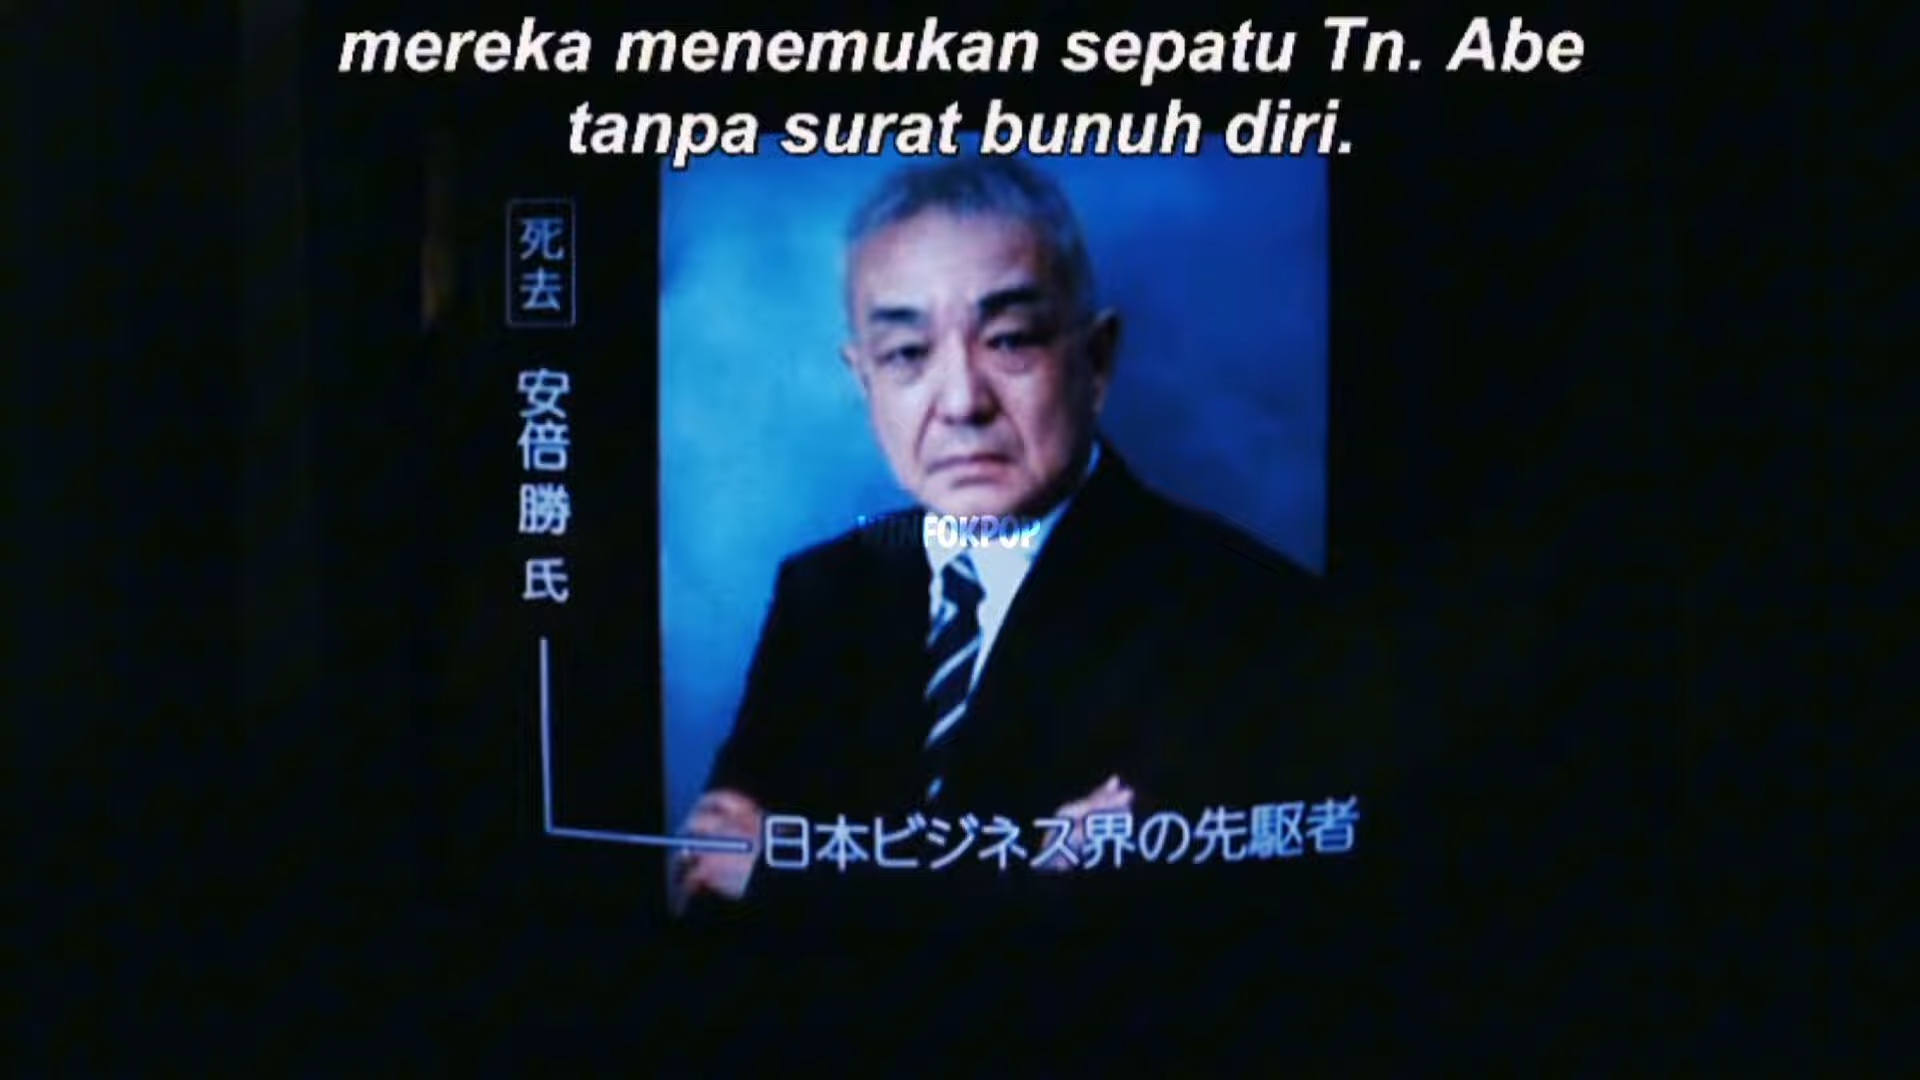 mereka menemukan sepatu Tn. Abe
tanpa surat bunuh diri.
死去
安倍勝氏
WINFOKPOP
日本ビジネス界の先駆者